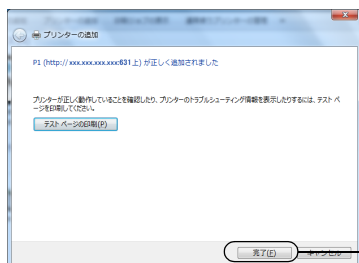 プリンターの追加
P1 (http://xxx.xxx.xxx.xxx:631 上) が正しく追加されました
プリンターが正しく動作していることを確認したり、プリンターのトラブルシューティング情報を表示したりするには、テスト ペ
ージを印刷してください。
テスト ページの印刷(P)
完了(F)
キャンセル